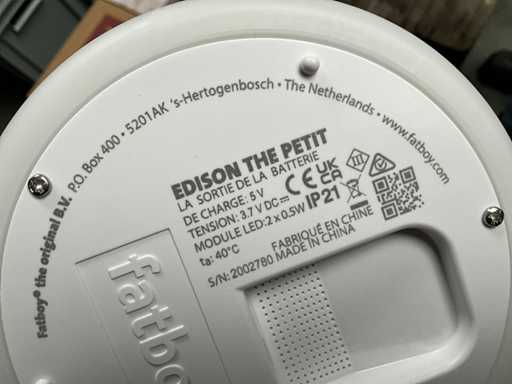 Fatboy® the original B.V. P.O. Box 400 • 5201AK 's-Hertogenbosch • The Netherlands • www.fatboy.com
EDISON THE PETIT
LA SORTIE DE LA BATTERIE
DE CHARGE: 5 V
TENSION: 3.7 V DC
MODULE LED: 2 x 0.5W IP21
ta: 40°C
FABRIQUÉ EN CHINE
S/N: 2002780 MADE IN CHINA
CE UK CA
III
fatbo